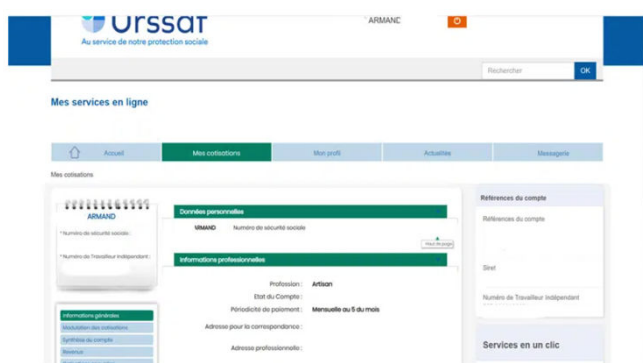 Urssaf
Au service de notre protection sociale
ARMAND
Rechercher
OK
Mes services en ligne
Accueil
Mes cotisations
Mon profil
Actualités
Messagerie
Mes cotisations
ARMAND
* Numéro de sécurité sociale :
* Numéro de Travailleur Indépendant :
Informations générales
Modulation des cotisations
Synthèse du compte
Revenus
Données personnelles
ARMAND Numéro de sécurité sociale
Haut de page
Informations professionnelles
Profession : Artisan
Etat du Compte :
Périodicité de paiement : Mensuelle au 5 du mois
Adresse pour la correspondance :
Adresse professionnelle :
Références du compte
Références du compte
Siret
Numéro de Travailleur Indépendant
Services en un clic